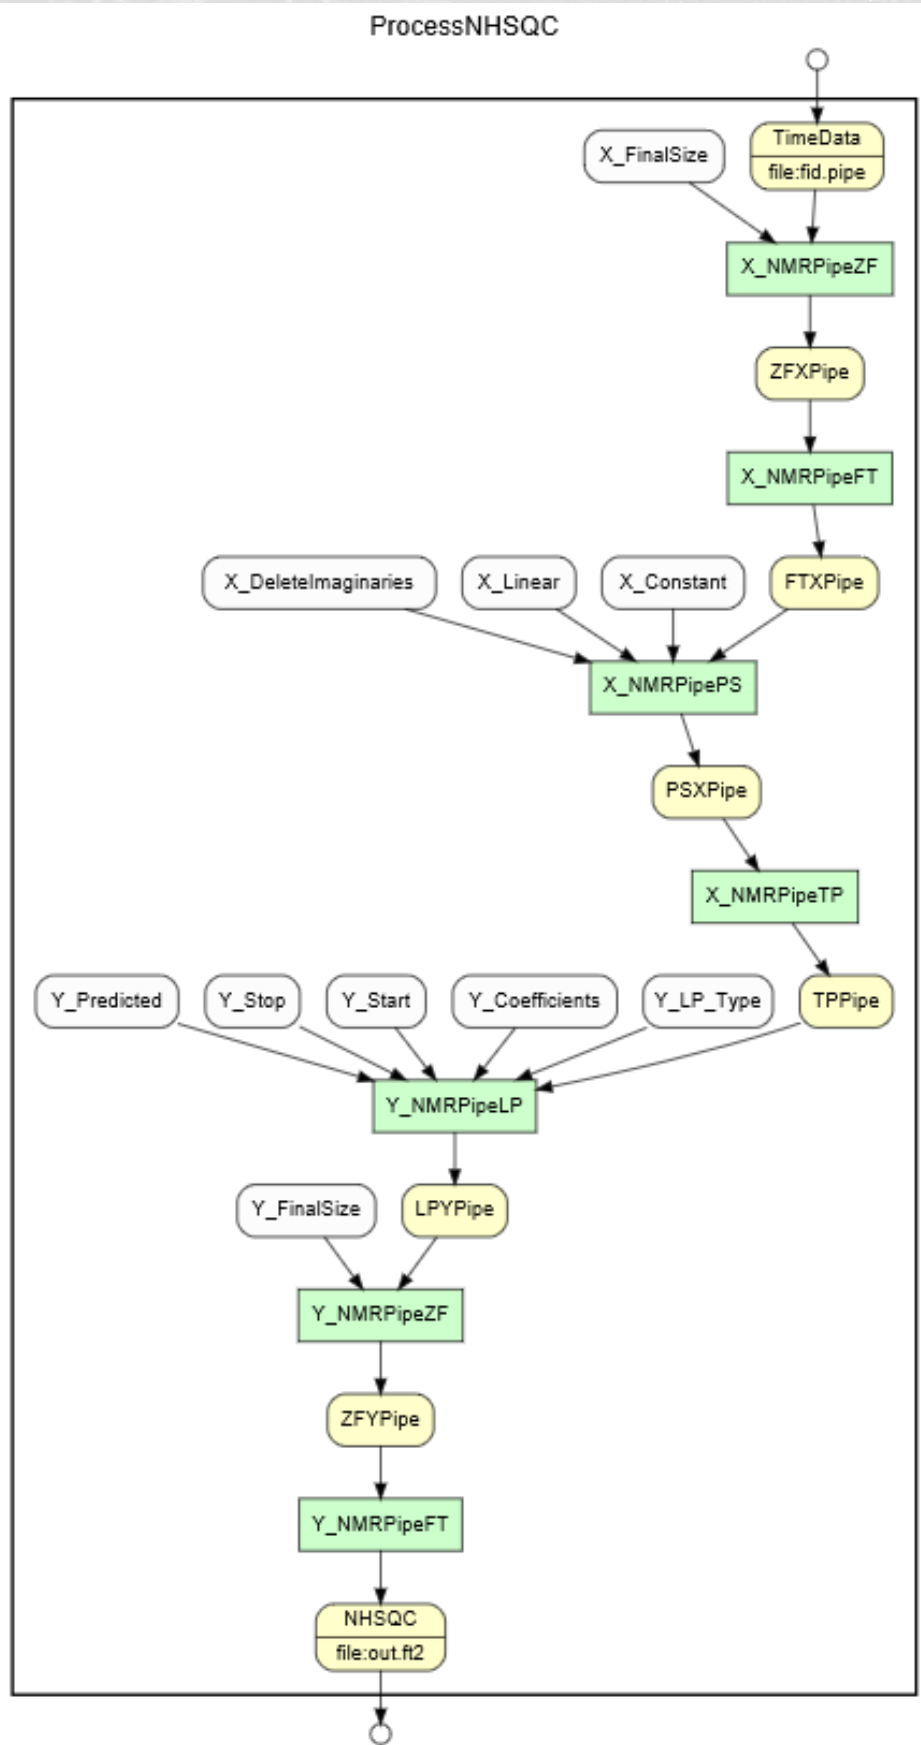 ProcessNHSQC
TimeData
X_FinalSize
file:fid.pipe
X_NMRPipeZF
ZFXPipe
X_NMRPipeFT
X_DeleteImaginaries
X_Linear
X_Constant
FTXPipe
X_NMRPipePS
PSXPipe
X_NMRPipeTP
Y_Predicted
Y_Stop
Y_Start
Y_Coefficients
Y_LP_Type
TPPipe
Y_NMRPipeLP
Y_FinalSize
LPYPipe
Y_NMRPipeZF
ZFYPipe
Y_NMRPipeFT
NHSQC
file:out.ft2